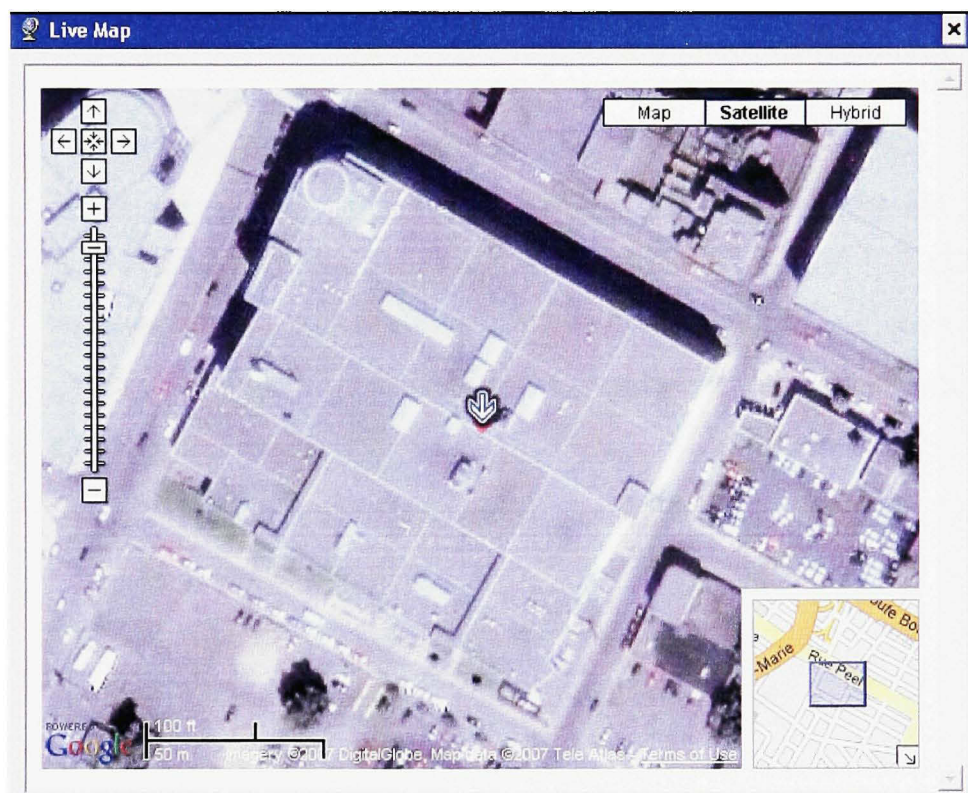 Live Map
Map
Satellite
Hybrid
Rue Peel
-Marie
POWERED
Google
100 ft
50 m
Imagery ©2007 DigitalGlobe, Map data ©2007 Tele Atlas - Terms of Use